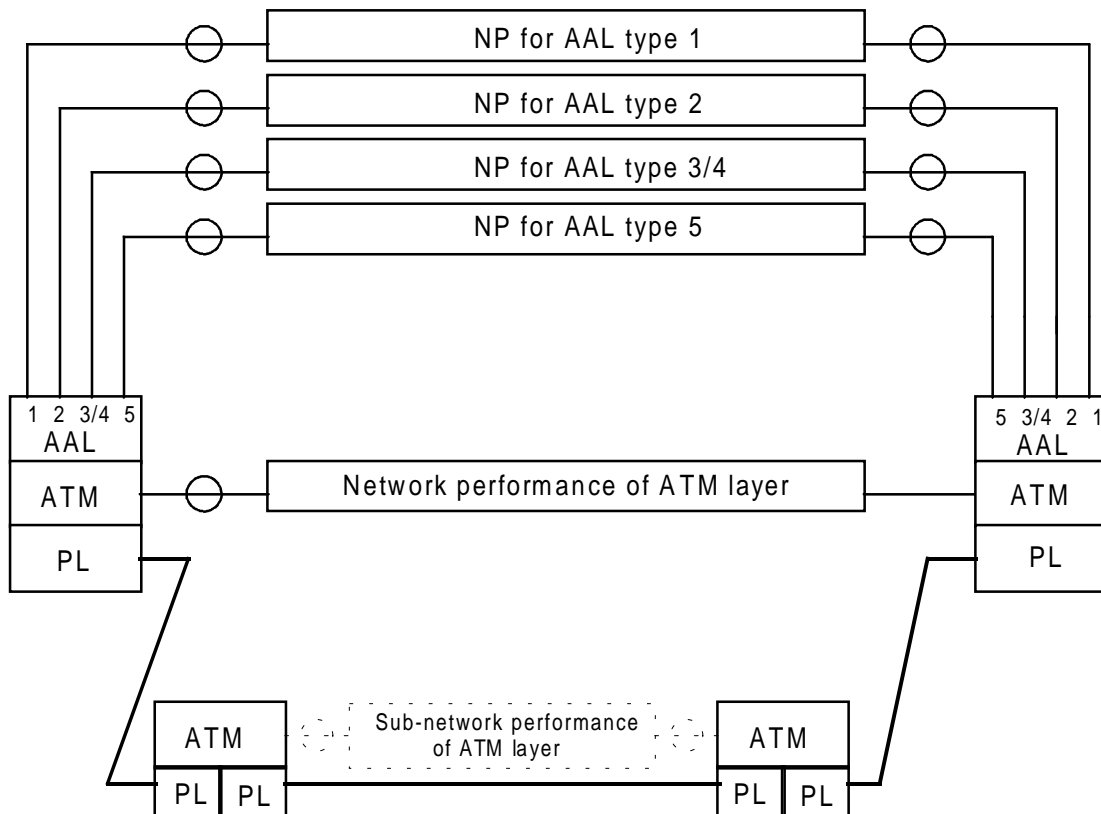 NP for AAL type 1
NP for AAL type 2
NP for AAL type 3/4
NP for AAL type 5
1 2 3/4 5
AAL
5 3/4 2 1
AAL
ATM
Network performance of ATM layer
ATM
PL
PL
ATM
Sub-network performance
of ATM layer
ATM
PL PL
PL PL